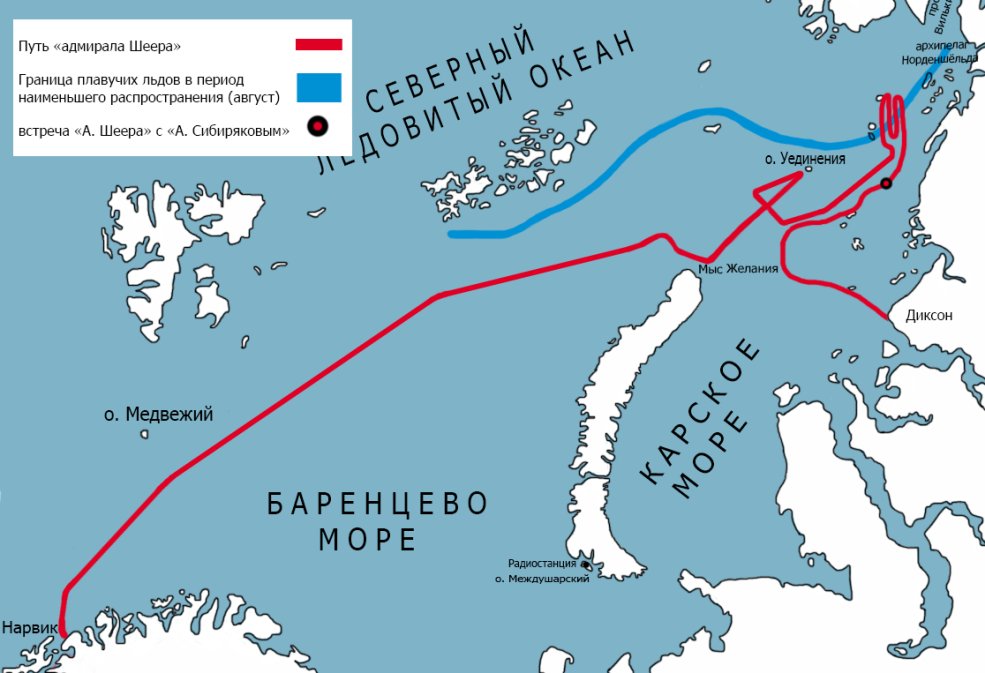 Путь «адмирала Шеера»
Граница плавучих льдов в период
наименьшего распространения (август)
встреча «А. Шеера» с «А. Сибиряковым»
СЕВЕРНЫЙ
ЛЕДОВИТЫЙ ОКЕАН
архипелаг
Норденшёльда
о. Уединения
Мыс Желания
Диксон
КАРСКОЕ
МОРЕ
о. Медвежий
БАРЕНЦЕВО
МОРЕ
Радиостанция
о. Междушарский
Нарвик